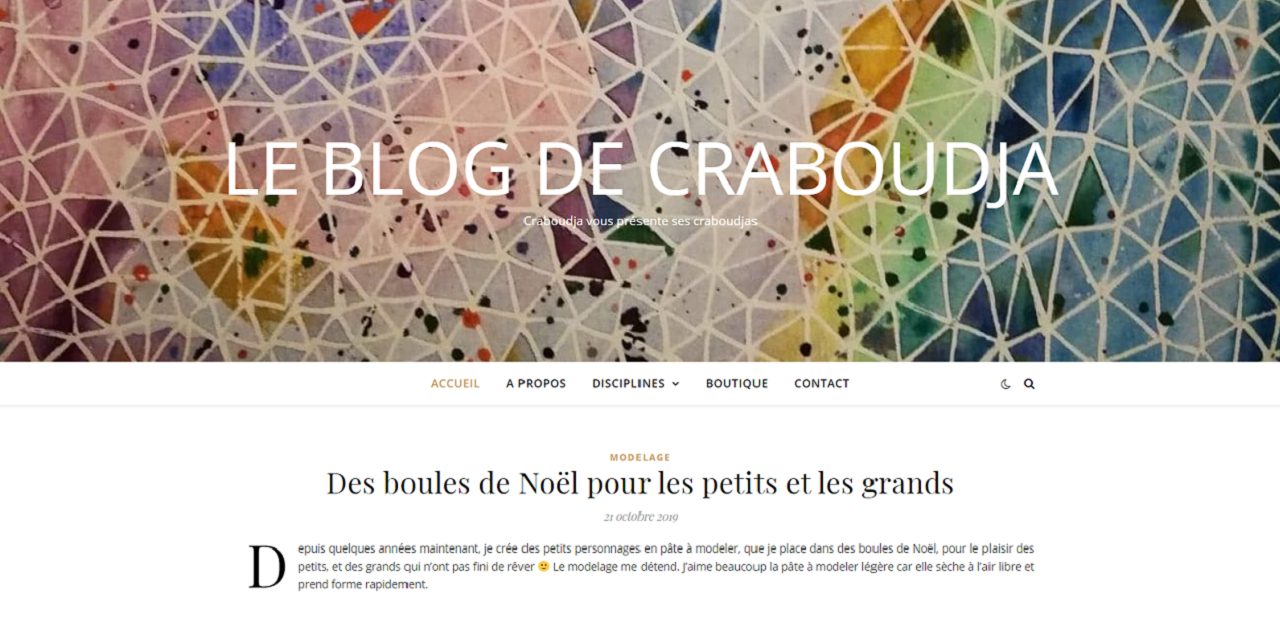 LE BLOG DE CRABOUDJA
Craboudja vous présente ses craboudjas
ACCUEIL A PROPOS DISCIPLINES BOUTIQUE CONTACT
MODELAGE
Des boules de Noël pour les petits et les grands
21 octobre 2019
Depuis quelques années maintenant, je crée des petits personnages en pâte à modeler, que je place dans des boules de Noël, pour le plaisir des
petits, et des grands qui n'ont pas fini de rêver 🙂 Le modelage me détend. J'aime beaucoup la pâte à modeler légère car elle sèche à l'air libre et
prend forme rapidement.